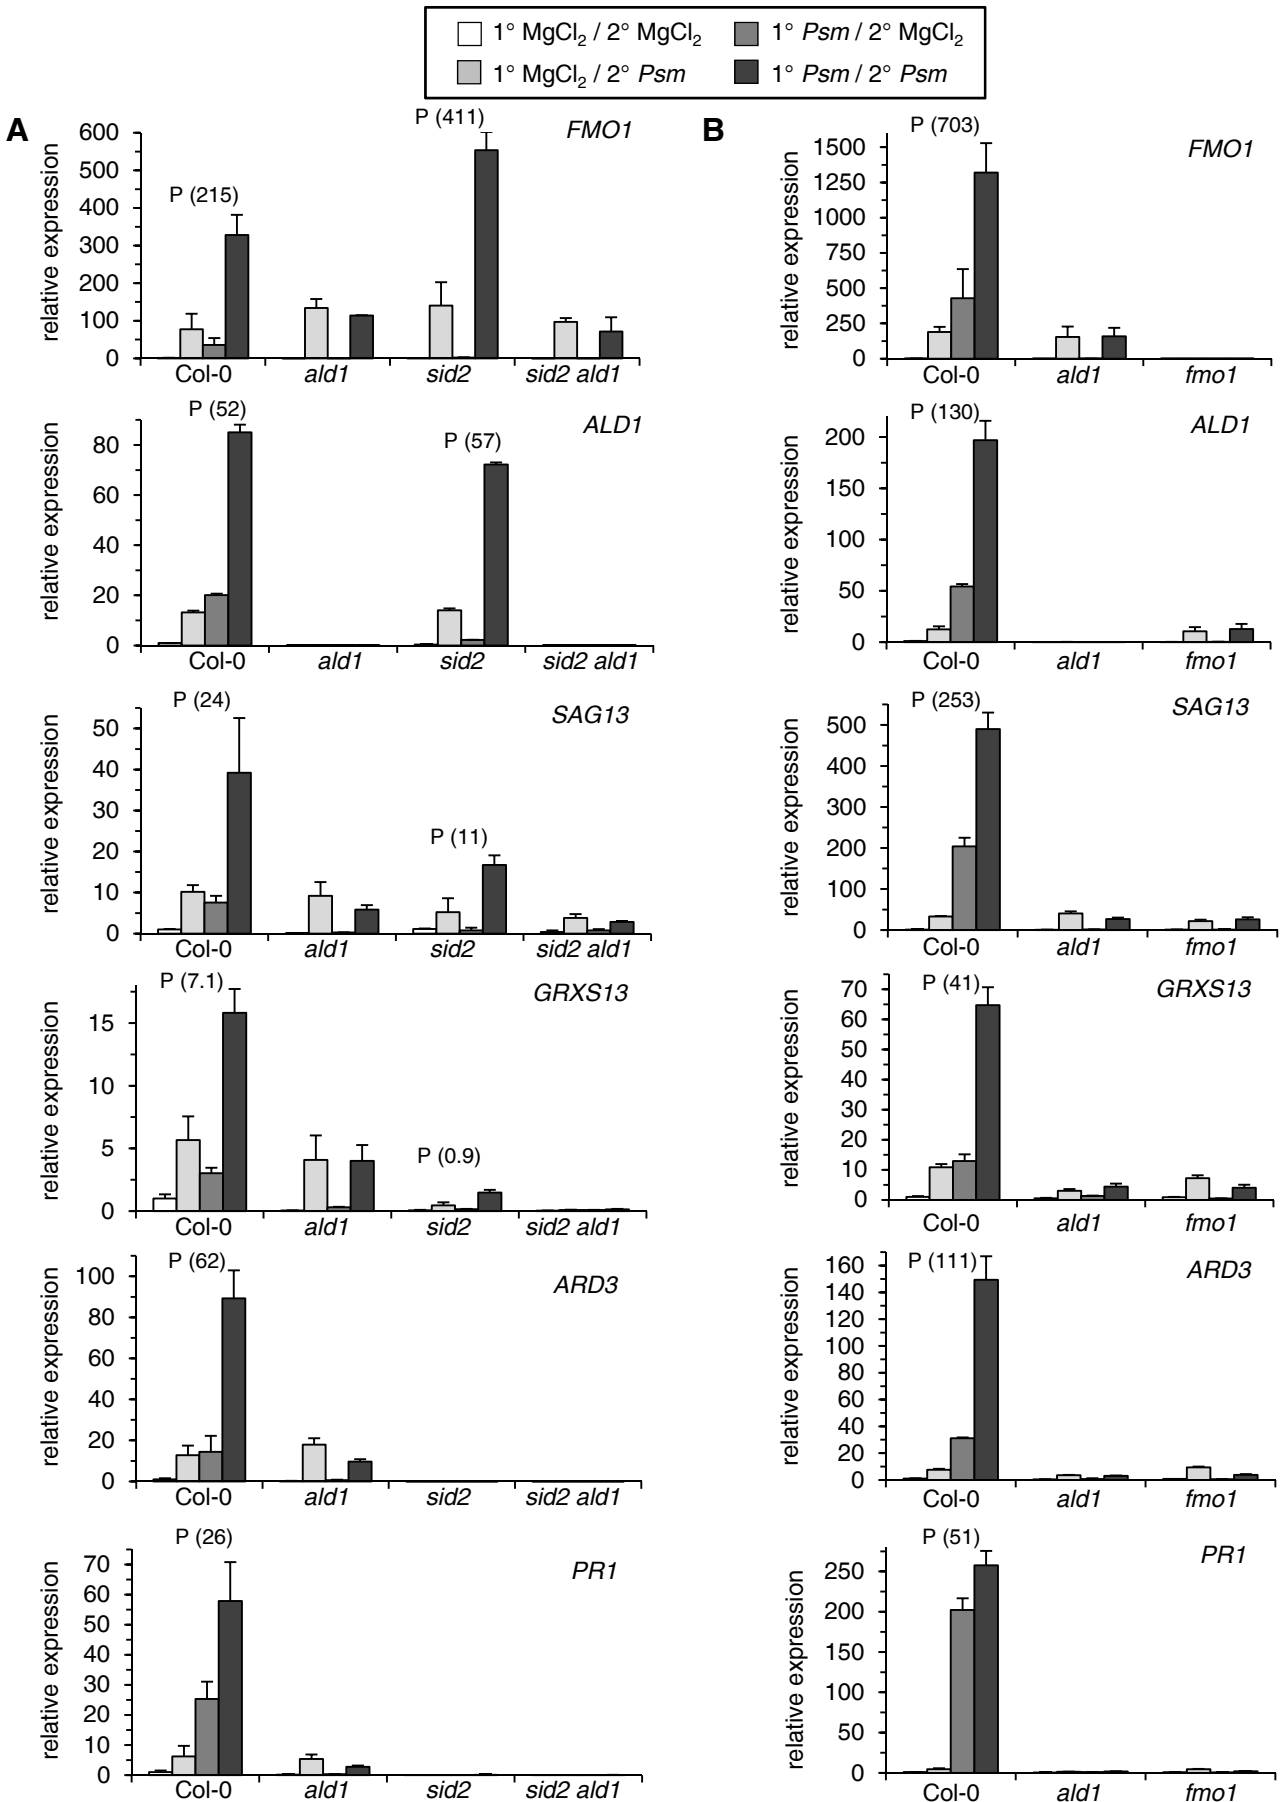 1° MgCl2 / 2° MgCl2
1° Psm / 2° MgCl2
1° MgCl2 / 2° Psm
1° Psm / 2° Psm
A
FMO1
relative expression
600
500
400
300
200
100
0
P (215)
P (411)
Col-0 ald1 sid2 sid2 ald1
ALD1
relative expression
80
60
40
20
0
P (52)
P (57)
Col-0 ald1 sid2 sid2 ald1
SAG13
relative expression
50
40
30
20
10
0
P (24)
P (11)
Col-0 ald1 sid2 sid2 ald1
GRXS13
relative expression
15
10
5
0
P (7.1)
P (0.9)
Col-0 ald1 sid2 sid2 ald1
ARD3
relative expression
100
80
60
40
20
0
P (62)
Col-0 ald1 sid2 sid2 ald1
PR1
relative expression
70
60
50
40
30
20
10
0
P (26)
Col-0 ald1 sid2 sid2 ald1
B
FMO1
relative expression
1500
1250
1000
750
500
250
0
P (703)
Col-0 ald1 fmo1
ALD1
relative expression
200
150
100
50
0
P (130)
Col-0 ald1 fmo1
SAG13
relative expression
500
400
300
200
100
0
P (253)
Col-0 ald1 fmo1
GRXS13
relative expression
70
60
50
40
30
20
10
0
P (41)
Col-0 ald1 fmo1
ARD3
relative expression
160
140
120
100
80
60
40
20
0
P (111)
Col-0 ald1 fmo1
PR1
relative expression
250
200
150
100
50
0
P (51)
Col-0 ald1 fmo1